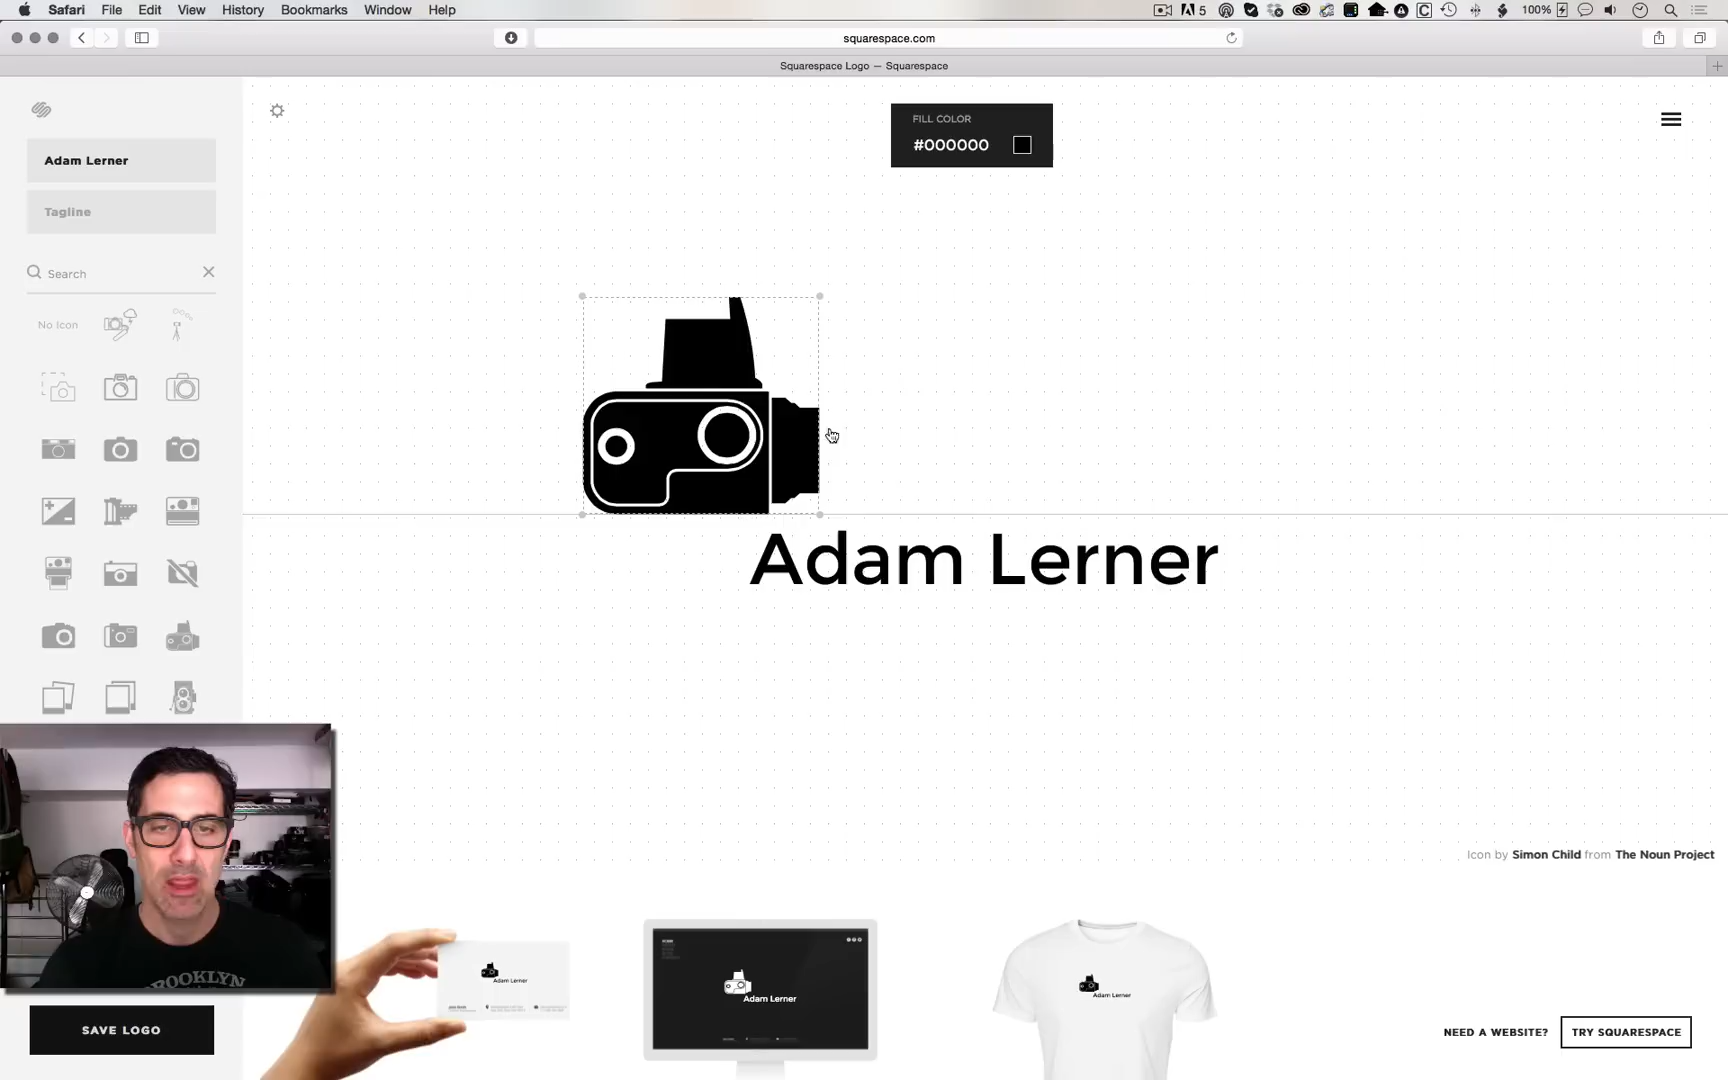 Safari File Edit View History Bookmarks Window Help
5
100%
squarespace.com
Squarespace Logo — Squarespace
FILL COLOR
#000000
Adam Lerner
Tagline
Search
No Icon
Adam Lerner
Icon by Simon Child from The Noun Project
BROOKLYN
Adam Lerner
Adam Lerner
Adam Lerner
SAVE LOGO
NEED A WEBSITE?
TRY SQUARESPACE